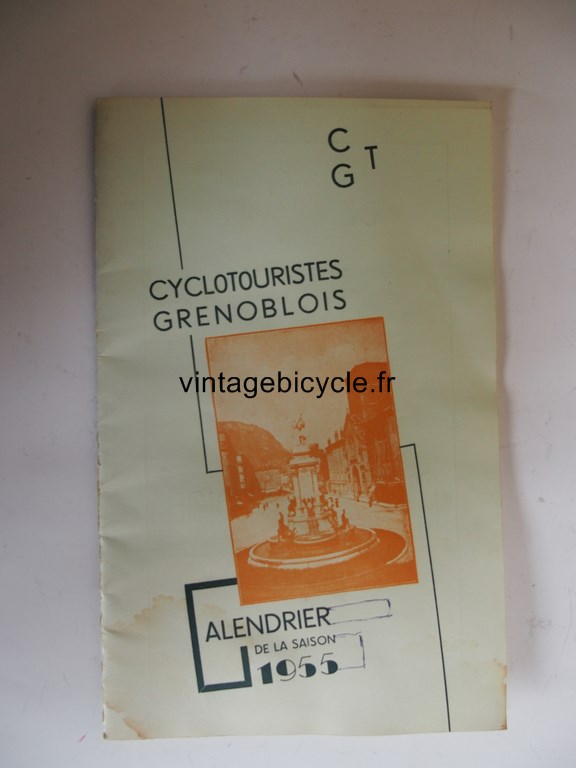 C T
G
CYCLOTOURISTES
GRENOBLOIS
vintagebicycle.fr
CALENDRIER
DE LA SAISON
1955